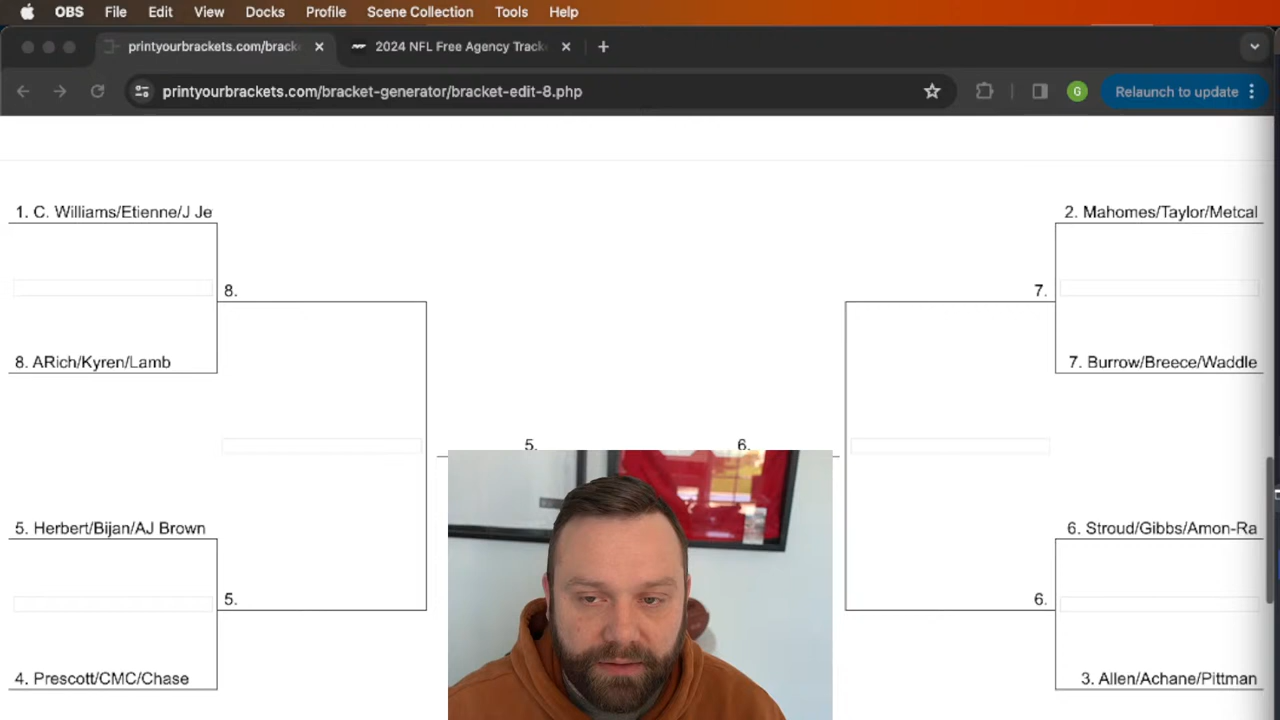 OBS File Edit View Docks Profile Scene Collection Tools Help
printyourbrackets.com/brack
2024 NFL Free Agency Track
printyourbrackets.com/bracket-generator/bracket-edit-8.php
G
Relaunch to update
1. C. Williams/Etienne/J Je
2. Mahomes/Taylor/Metcal
8.
7.
8. ARich/Kyren/Lamb
7. Burrow/Breece/Waddle
5.
6.
5. Herbert/Bijan/AJ Brown
6. Stroud/Gibbs/Amon-Ra
5.
6.
4. Prescott/CMC/Chase
3. Allen/Achane/Pittman